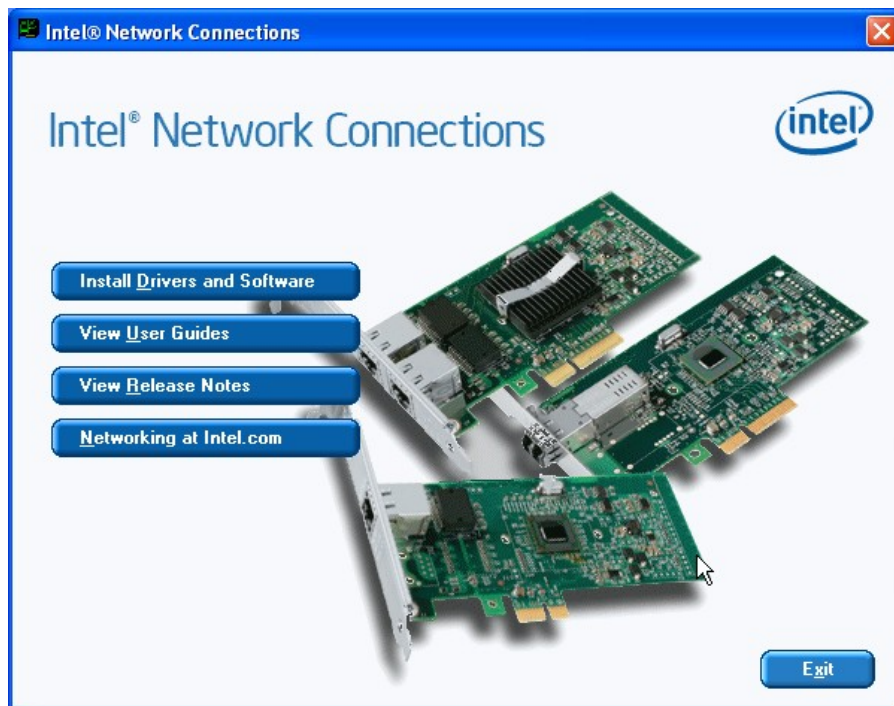 Intel® Network Connections
Intel® Network Connections
intel
Install Drivers and Software
View User Guides
View Release Notes
Networking at Intel.com
Exit